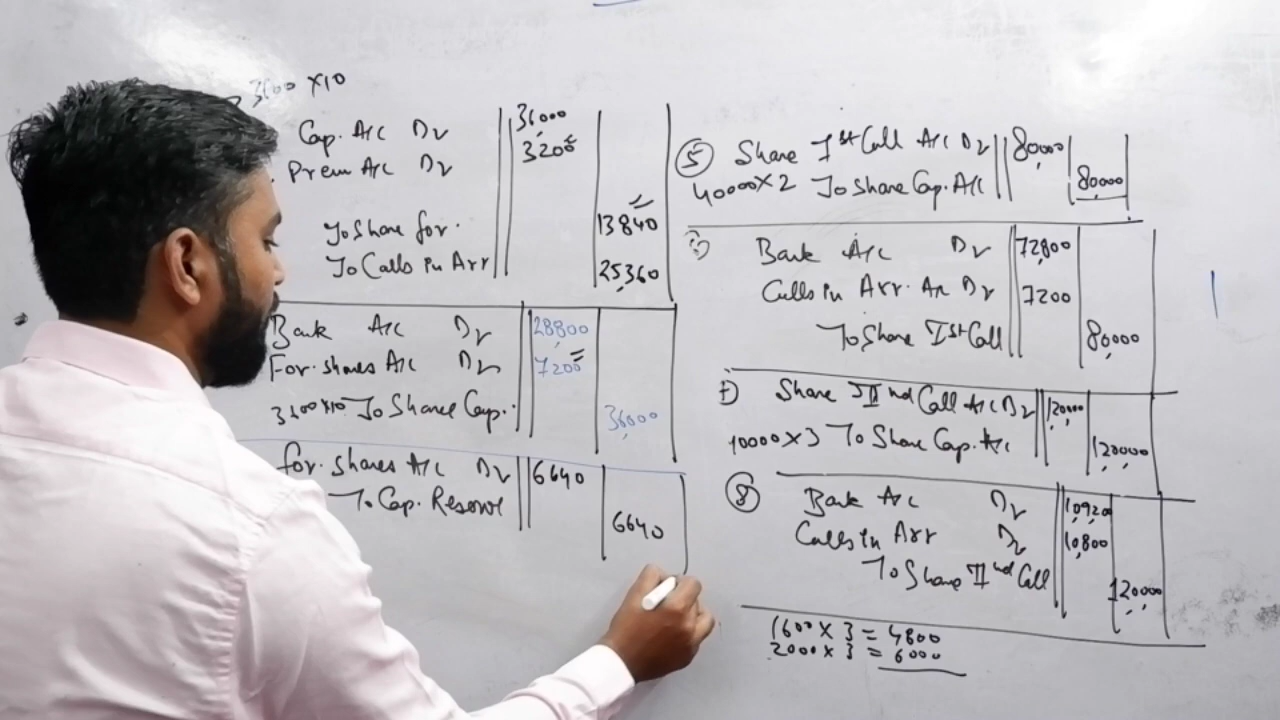 3600 X10
Cap. A/c Dr 36000
Prem A/c Dr 3200
To Share for. 13840
To Calls in Arr 25,360
Bank A/c Dr 28800
For. shares A/c Dr 7200
3600x10 To Share Cap. 36000
for. shares A/c Dr 6640
To Cap. Reserve 6640
5 Share Ist Call A/c Dr 80000
40000X2 To Share Cap. A/c 80000
Bank A/c Dr 72800
Calls in Arr. A/c Dr 7200
To Share Ist Call 80000
7) Share IInd Call A/c Dr 120000
40000X3 To Share Cap. A/c 120000
8 Bank A/c Dr 109200
Calls in Arr Dr 10800
To Share IInd Call 120000
1600 X 3 = 4800
2000 X 3 = 6000